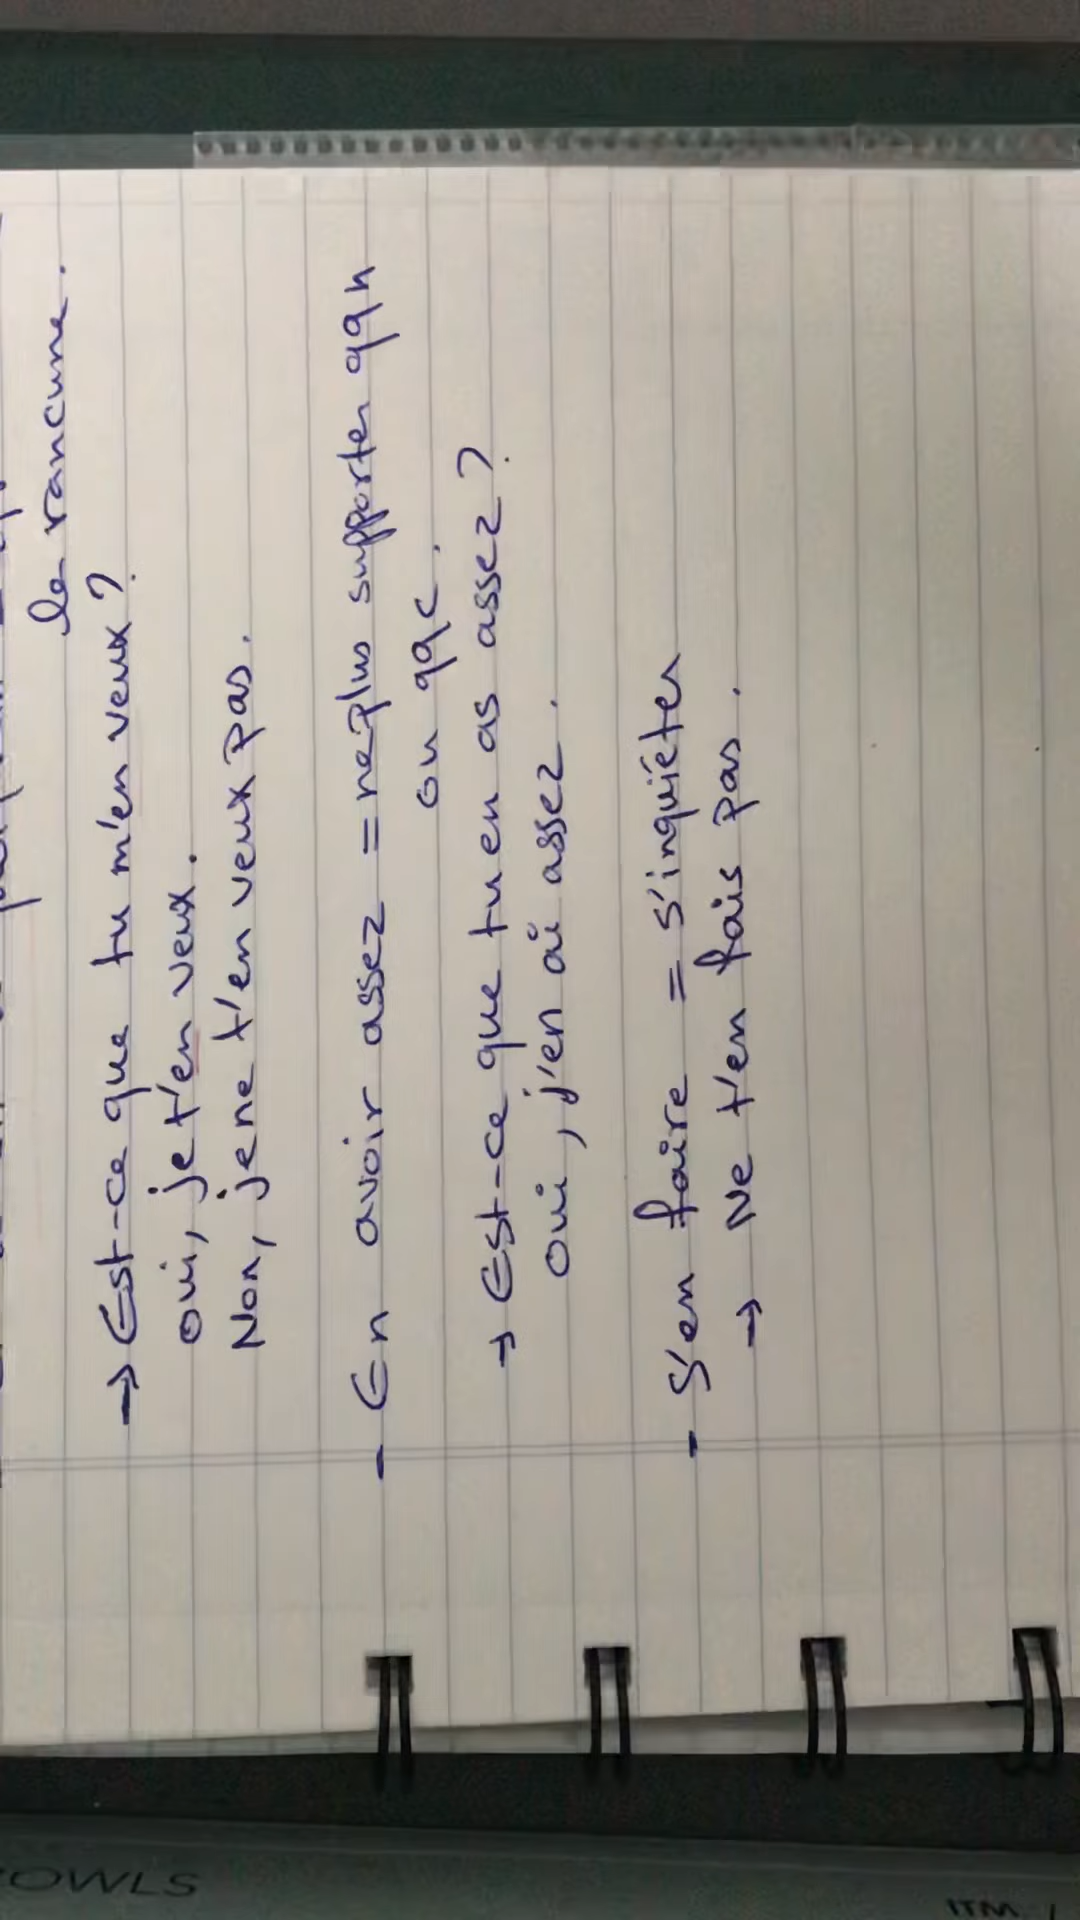 la rancune.
→ Est-ce que tu m'en veux ?
oui, je t'en veux.
Non, je ne t'en veux pas.
- En avoir assez = ne plus supporter qqn
ou qqc.
→ Est-ce que tu en as assez ?
oui, j'en ai assez.
- S'en faire = s'inquiéter
→ Ne t'en fais pas.
OWLS
ITM